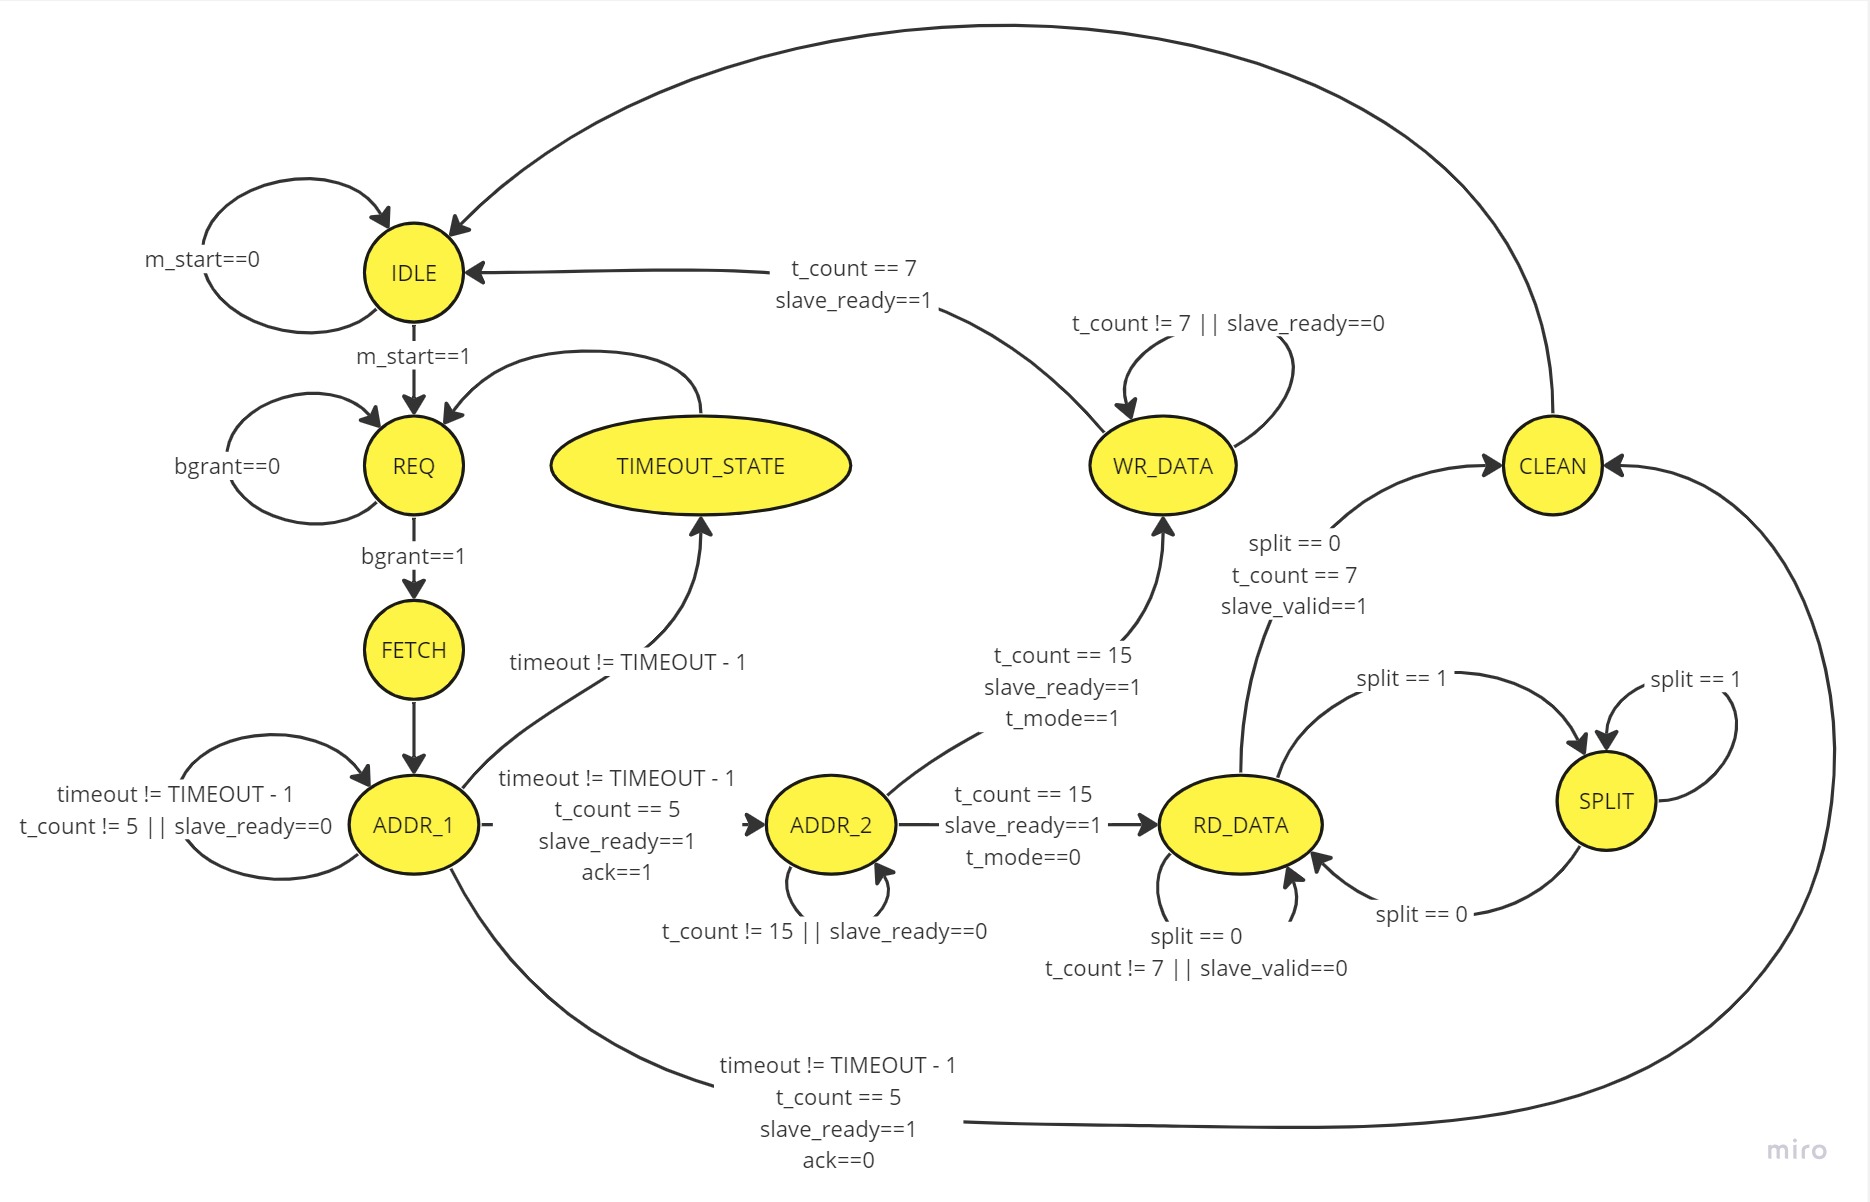 m_start==0
IDLE
t_count == 7
slave_ready==1
t_count != 7 || slave_ready==0
m_start==1
bgrant==0
REQ
TIMEOUT_STATE
WR_DATA
CLEAN
bgrant==1
split == 0
t_count == 7
slave_valid==1
FETCH
timeout != TIMEOUT - 1
t_count == 15
slave_ready==1
t_mode==1
split == 1
split == 1
timeout != TIMEOUT - 1
t_count != 5 || slave_ready==0
ADDR_1
timeout != TIMEOUT - 1
t_count == 5
slave_ready==1
ack==1
ADDR_2
t_count == 15
slave_ready==1
t_mode==0
RD_DATA
SPLIT
t_count != 15 || slave_ready==0
split == 0
t_count != 7 || slave_valid==0
split == 0
timeout != TIMEOUT - 1
t_count == 5
slave_ready==1
ack==0
miro